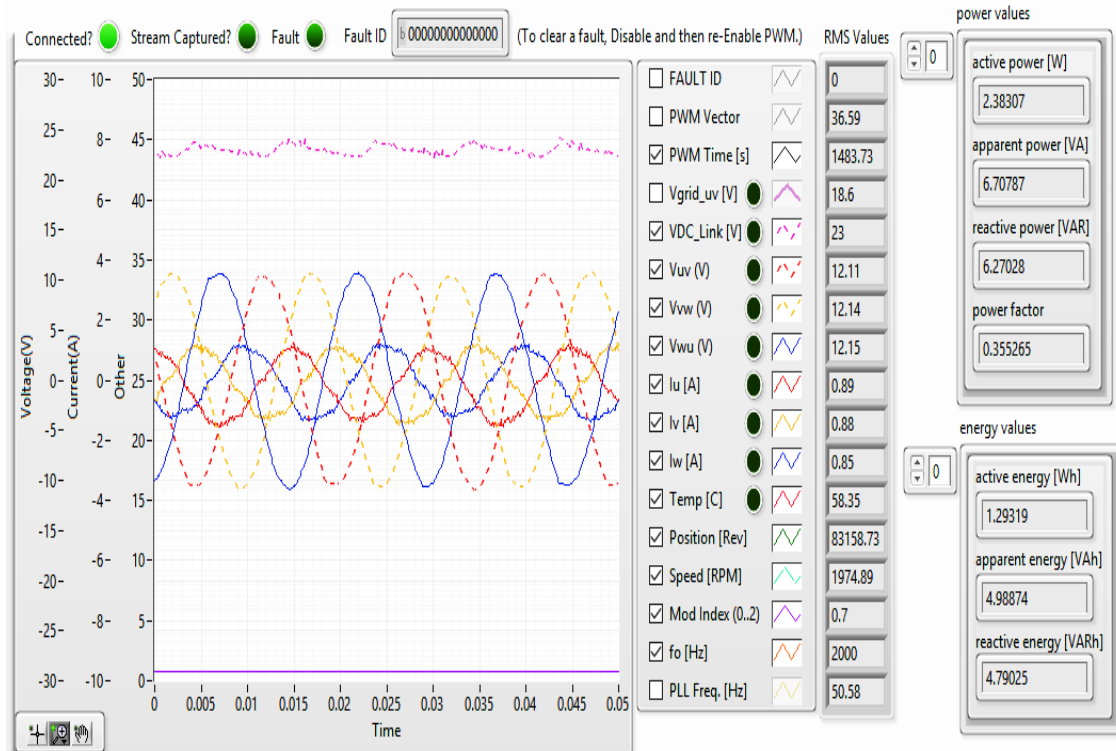 Connected? Stream Captured? Fault Fault ID b 00000000000000 (To clear a fault, Disable and then re-Enable PWM.) RMS Values
Voltage(V)
30-
25-
20-
15-
10-
5-
0-
-5-
-10-
-15-
-20-
-25-
-30-
Current(A)
10-
8-
6-
4-
2-
0-
-2-
-4-
-6-
-8-
-10-
Other
50-
45-
40-
35-
30-
25-
20-
15-
10-
5-
0-
0 0.005 0.01 0.015 0.02 0.025 0.03 0.035 0.04 0.045 0.05
Time
FAULT ID 0
PWM Vector 36.59
PWM Time [s] 1483.73
Vgrid_uv [V] 18.6
VDC_Link [V] 23
Vuv (V) 12.11
Vvw (V) 12.14
Vwu (V) 12.15
Iu [A] 0.89
Iv [A] 0.88
Iw [A] 0.85
Temp [C] 58.35
Position [Rev] 83158.73
Speed [RPM] 1974.89
Mod Index (0..2) 0.7
fo [Hz] 2000
PLL Freq. [Hz] 50.58
power values
0
active power [W]
2.38307
apparent power [VA]
6.70787
reactive power [VAR]
6.27028
power factor
0.355265
energy values
0
active energy [Wh]
1.29319
apparent energy [VAh]
4.98874
reactive energy [VARh]
4.79025